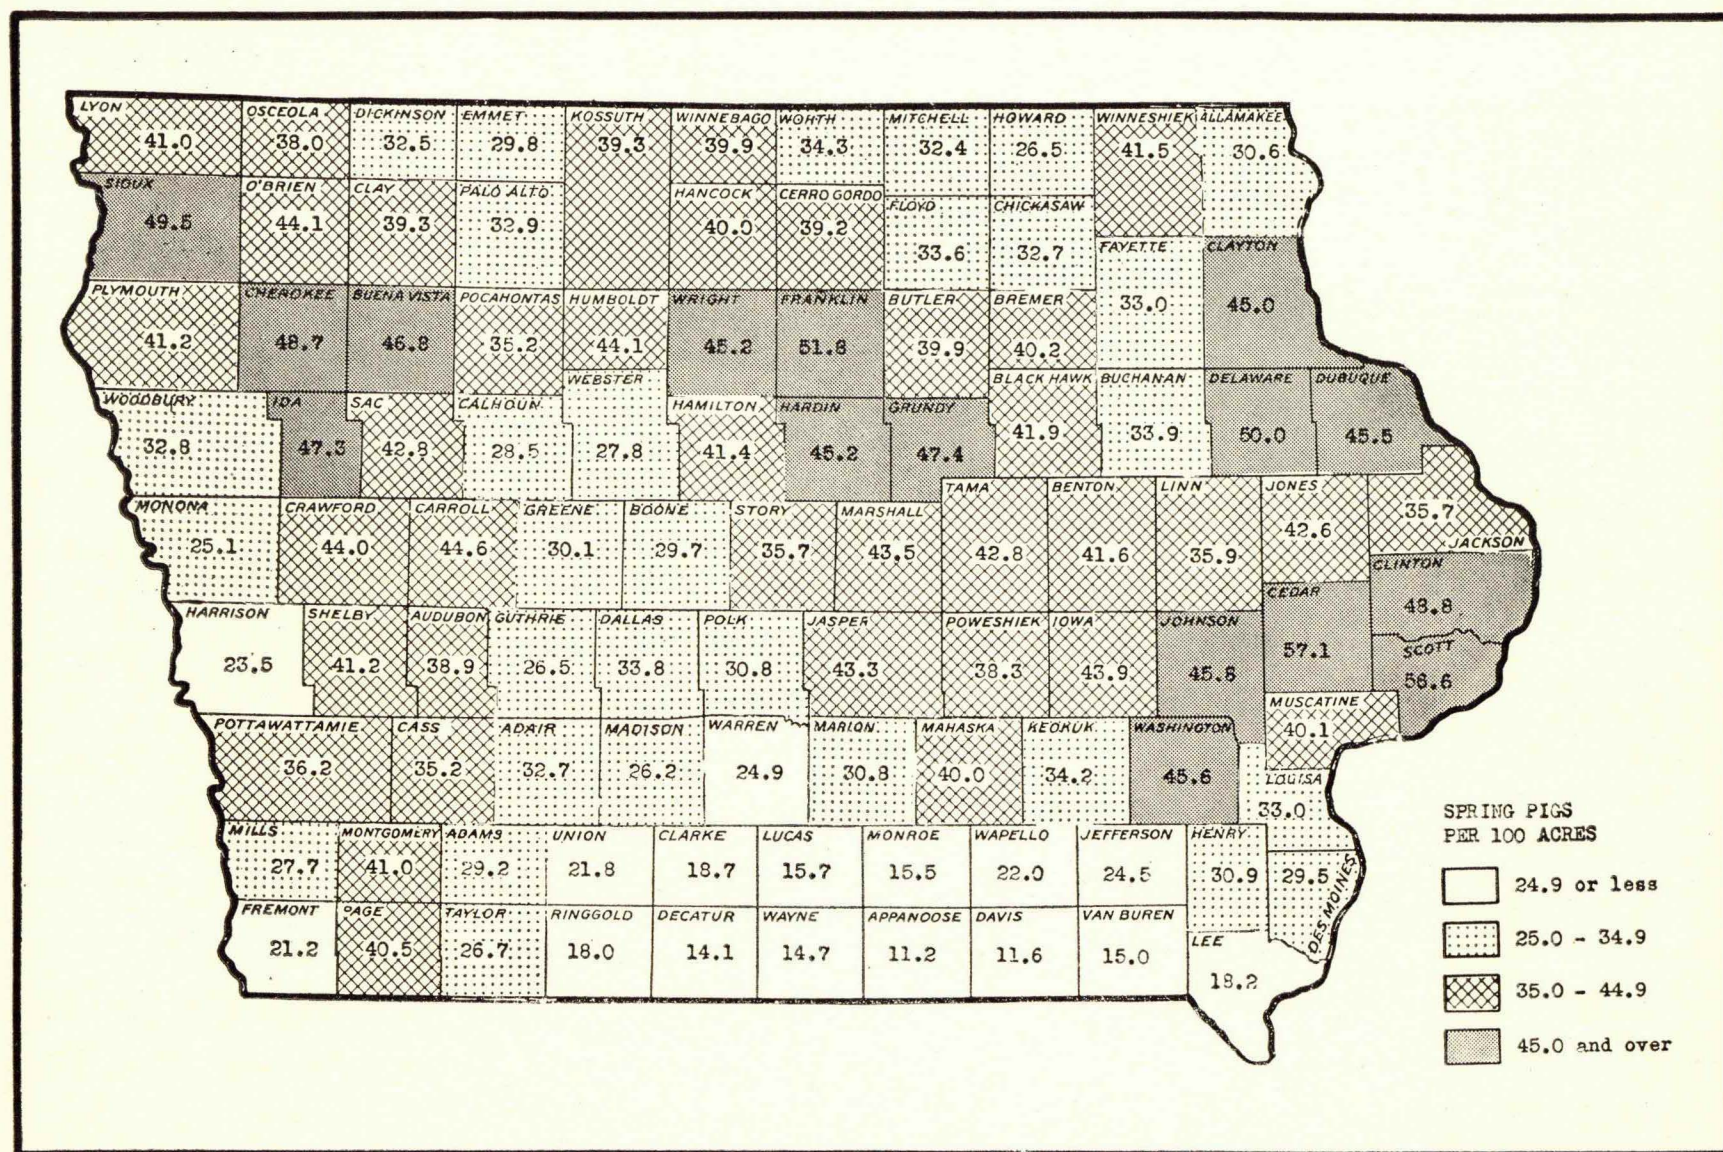 LYON
41.0
OSCEOLA
38.0
DICKINSON
32.5
EMMET
29.8
KOSSUTH
39.3
WINNEBAGO
39.9
WORTH
34.3
MITCHELL
32.4
HOWARD
26.5
WINNESHIEK
41.5
ALLAMAKEE
30.6
SIOUX
49.5
O'BRIEN
44.1
CLAY
39.3
PALO ALTO
32.9
HANCOCK
40.0
CERRO GORDO
39.2
FLOYD
33.6
CHICKASAW
32.7
FAYETTE
33.0
CLAYTON
45.0
PLYMOUTH
41.2
CHEROKEE
48.7
BUENA VISTA
46.8
POCAHONTAS
35.2
HUMBOLDT
44.1
WRIGHT
45.2
FRANKLIN
51.8
BUTLER
39.9
BREMER
40.2
WOODBURY
32.8
IDA
47.3
SAC
42.8
CALHOUN
28.5
WEBSTER
27.8
HAMILTON
41.4
HARDIN
45.2
GRUNDY
47.4
BLACK HAWK
41.9
BUCHANAN
33.9
DELAWARE
50.0
DUBUQUE
45.5
MONONA
25.1
CRAWFORD
44.0
CARROLL
44.6
GREENE
30.1
BOONE
29.7
STORY
35.7
MARSHALL
43.5
TAMA
42.8
BENTON
41.6
LINN
35.9
JONES
42.6
35.7
JACKSON
CLINTON
48.8
CEDAR
57.1
HARRISON
23.5
SHELBY
41.2
AUDUBON
38.9
GUTHRIE
26.5
DALLAS
33.8
POLK
30.8
JASPER
43.3
POWESHIEK
38.3
IOWA
43.9
JOHNSON
45.8
SCOTT
56.6
MUSCATINE
40.1
POTTAWATTAMIE
36.2
CASS
35.2
ADAIR
32.7
MADISON
26.2
WARREN
24.9
MARION
30.8
MAHASKA
40.0
KEOKUK
34.2
WASHINGTON
45.6
LOUISA
33.0
MILLS
27.7
MONTGOMERY
41.0
ADAMS
29.2
UNION
21.8
CLARKE
18.7
LUCAS
15.7
MONROE
15.5
WAPELLO
22.0
JEFFERSON
24.5
HENRY
30.9
29.5
DES MOINES
FREMONT
21.2
PAGE
40.5
TAYLOR
26.7
RINGGOLD
18.0
DECATUR
14.1
WAYNE
14.7
APPANOOSE
11.2
DAVIS
11.6
VAN BUREN
15.0
LEE
18.2
SPRING PIGS
PER 100 ACRES
24.9 or less
25.0 - 34.9
35.0 - 44.9
45.0 and over